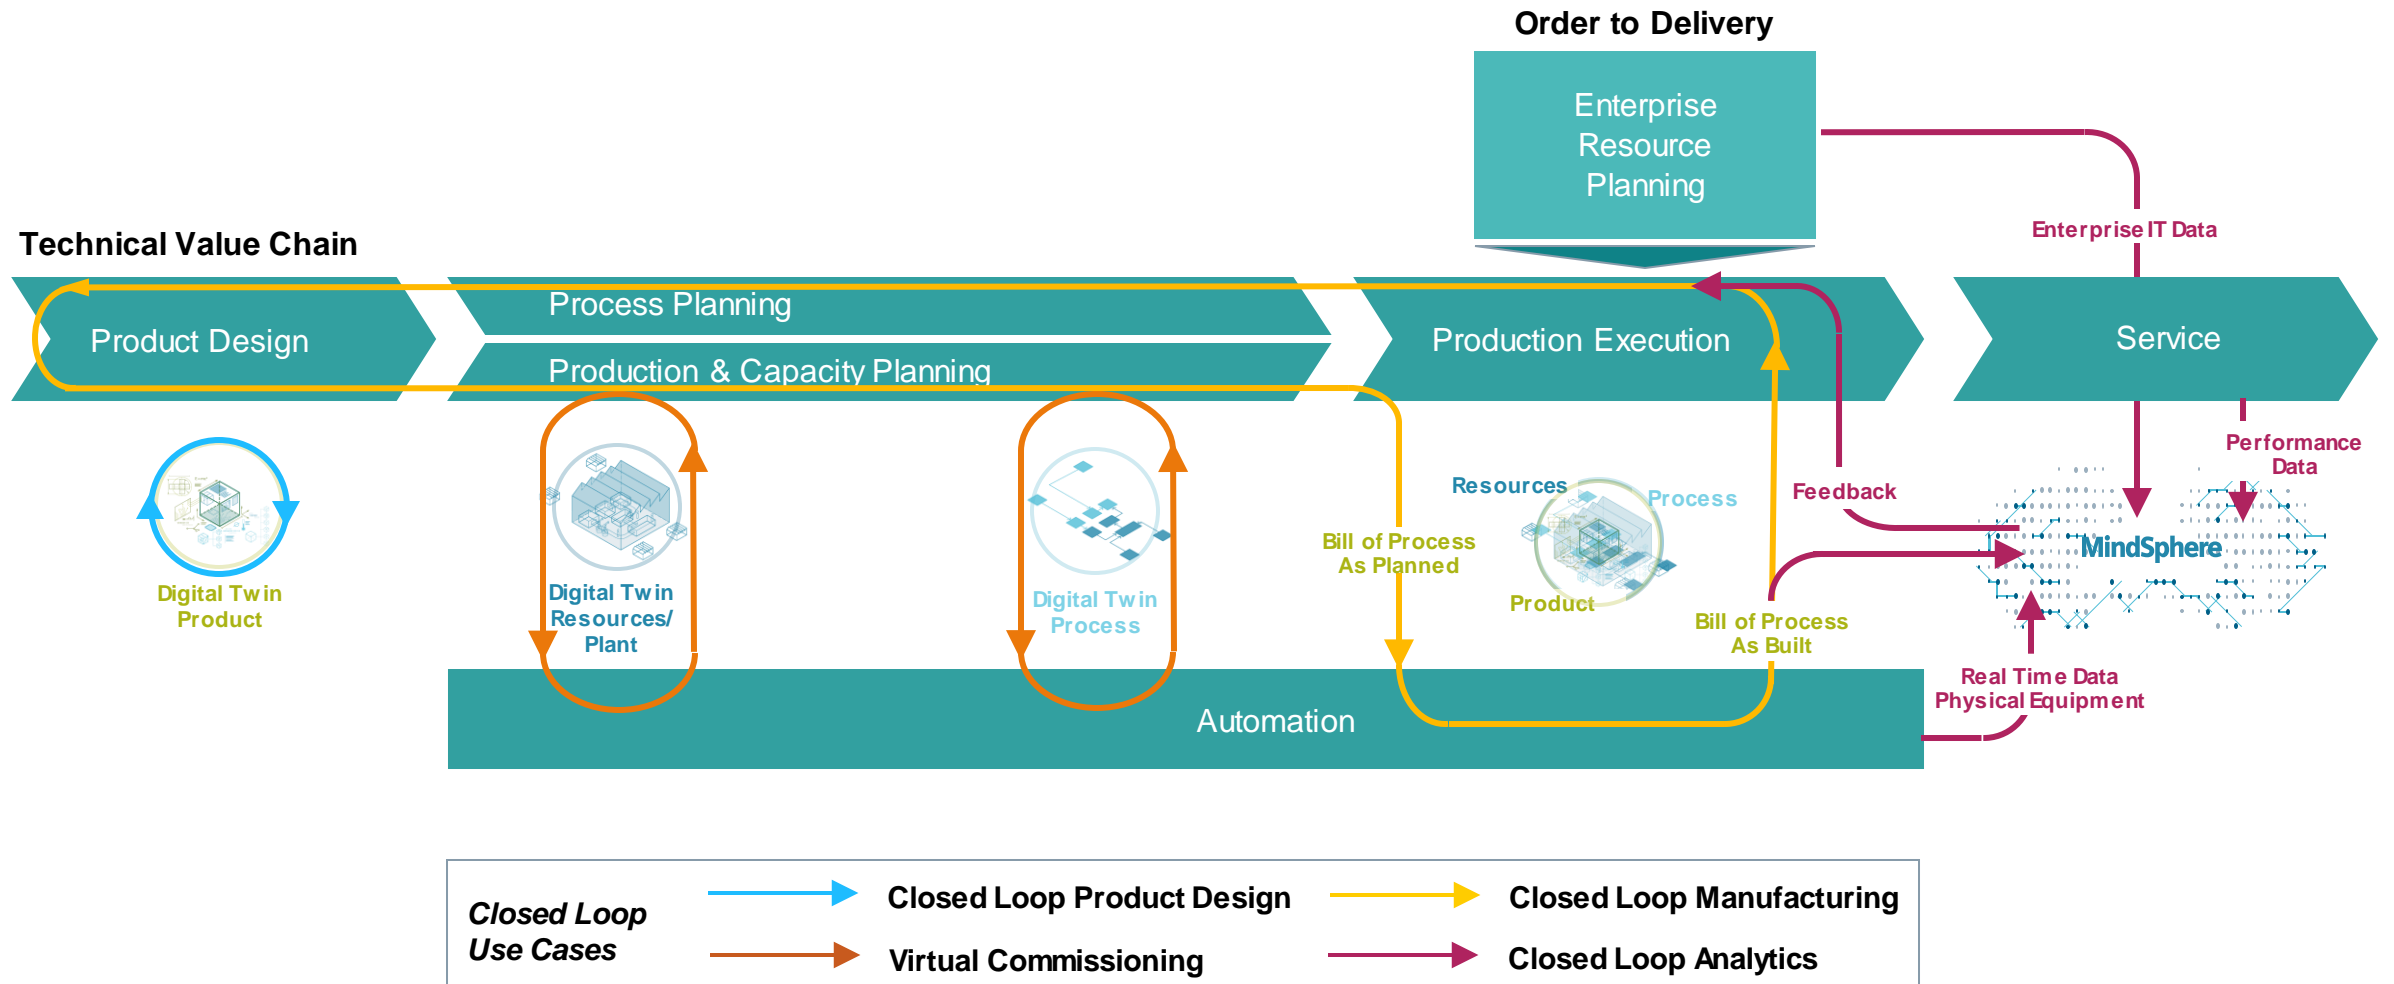 Order to Delivery
Enterprise
Resource
Planning
Enterprise IT Data
Technical Value Chain
Product Design
Process Planning
Production & Capacity Planning
Production Execution
Service
Performance
Data
Resources
Process
Feedback
Bill of Process
As Planned
MindSphere
Digital Twin
Product
Digital Twin
Resources/
Plant
Digital Twin
Process
Product
Bill of Process
As Built
Real Time Data
Physical Equipment
Automation
Closed Loop
Use Cases
Closed Loop Product Design
Closed Loop Manufacturing
Virtual Commissioning
Closed Loop Analytics